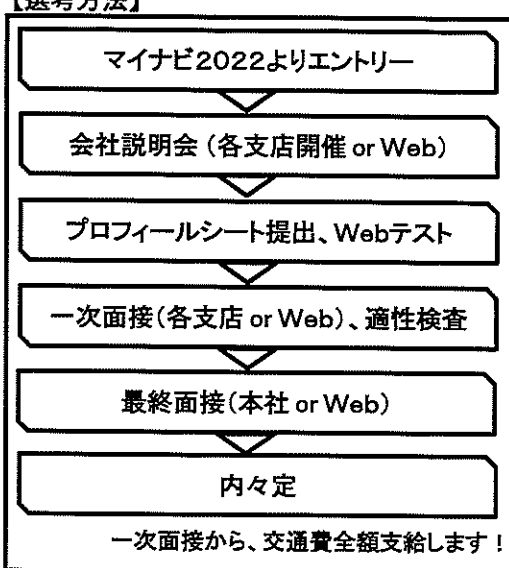 【選考方法】
マイナビ2022よりエントリー
会社説明会(各支店開催 or Web)
プロフィールシート提出、Webテスト
一次面接(各支店 or Web)、適性検査
最終面接(本社 or Web)
内々定
一次面接から、交通費全額支給します!